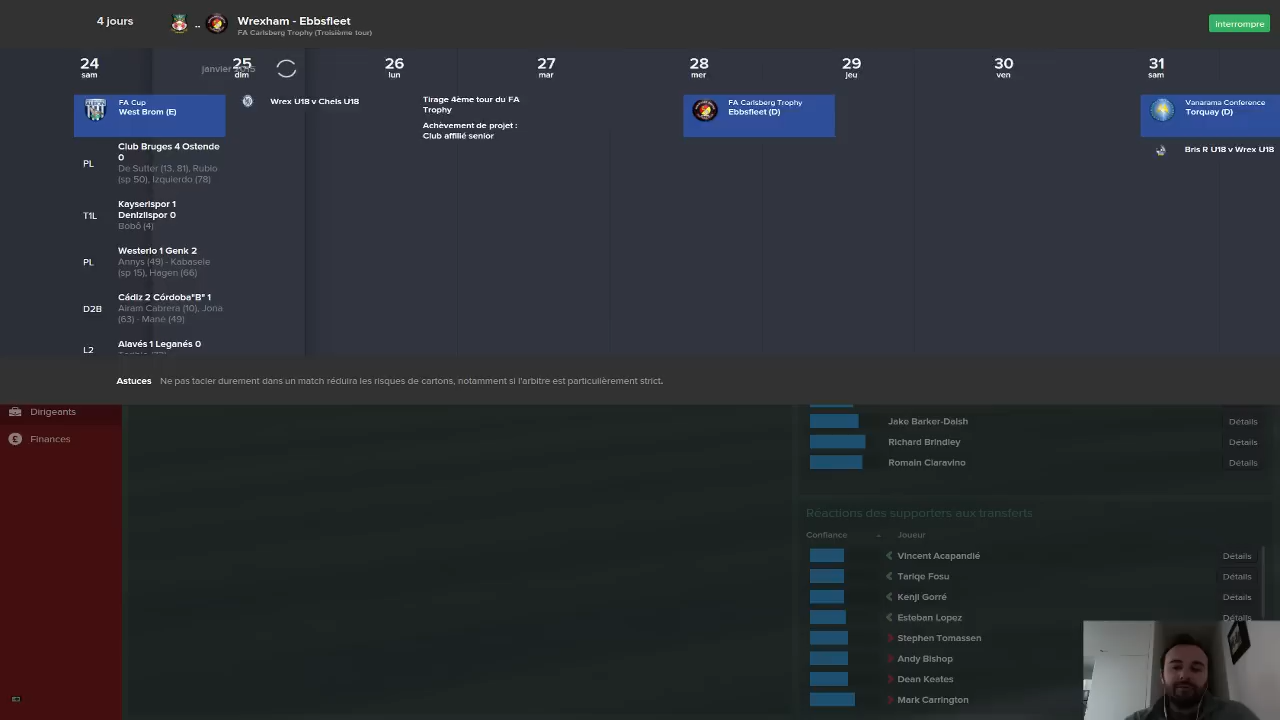 4 jours
..
Wrexham - Ebbsfleet
FA Carlsberg Trophy (Troisième tour)
Interrompre
24
sam
janvier 2015
25
dim
26
lun
27
mar
28
mer
29
jeu
30
ven
31
sam
FA Cup
West Brom (E)
Wrex U18 v Chels U18
Tirage 4ème tour du FA
Trophy
Achèvement de projet :
Club affilié senior
FA Carlsberg Trophy
Ebbsfleet (D)
Vanarama Conference
Torquay (D)
Bris R U18 v Wrex U18
PL
Club Bruges 4 Ostende
0
De Sutter (13, 81), Rubio
(sp 50), Izquierdo (78)
T1L
Kayserispor 1
Denizlispor 0
Bobô (4)
PL
Westerlo 1 Genk 2
Annys (49) - Kabasele
(sp 15), Hagen (66)
D2B
Cádiz 2 Córdoba"B" 1
Airam Cabrera (10), Jona
(63) - Mané (49)
L2
Alavés 1 Leganés 0
Astuces
Ne pas tacler durement dans un match réduira les risques de cartons, notamment si l'arbitre est particulièrement strict.
Dirigeants
Finances
Jake Barker-Daish
Détails
Richard Brindley
Détails
Romain Ciaravino
Détails
Réactions des supporters aux transferts
Confiance
Joueur
Vincent Acapandié
Détails
Tariqe Fosu
Détails
Kenji Gorré
Détails
Esteban Lopez
Détails
Stephen Tomassen
Andy Bishop
Dean Keates
Mark Carrington